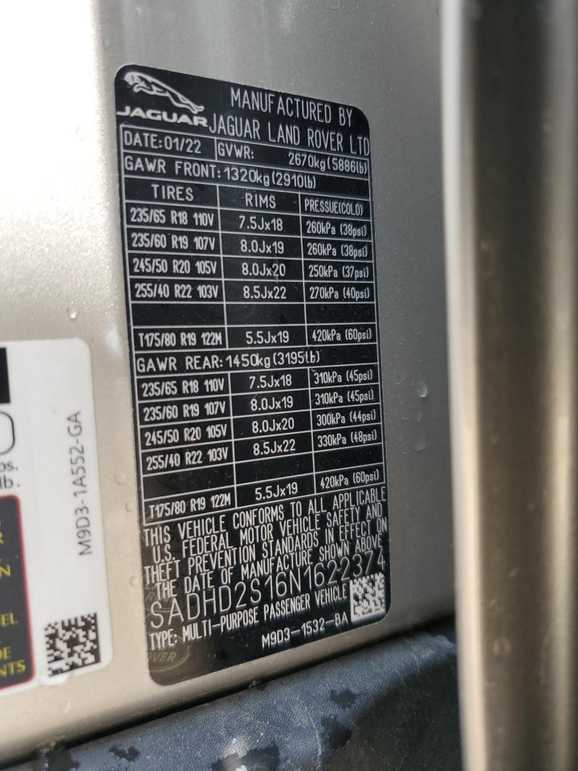 JAGUAR
MANUFACTURED BY
JAGUAR LAND ROVER LTD
DATE: 01/22 GVWR: 2670kg (5886lb)
GAWR FRONT: 1320kg (2910lb)
TIRES RIMS PRESSUE(COLD)
235/65 R18 110V 7.5Jx18 260kPa (38psi)
235/60 R19 107V 8.0Jx19 260kPa (38psi)
245/50 R20 105V 8.0Jx20 250kPa (37psi)
255/40 R22 103V 8.5Jx22 270kPa (40psi)
T175/80 R19 122M 5.5Jx19 420kPa (60psi)
GAWR REAR: 1450kg (3195lb)
235/65 R18 110V 7.5Jx18 310kPa (45psi)
235/60 R19 107V 8.0Jx19 310kPa (45psi)
245/50 R20 105V 8.0Jx20 300kPa (44psi)
255/40 R22 103V 8.5Jx22 330kPa (48psi)
T175/80 R19 122M 5.5Jx19 420kPa (60psi)
THIS VEHICLE CONFORMS TO ALL APPLICABLE
U.S. FEDERAL MOTOR VEHICLE SAFETY AND
THEFT PREVENTION STANDARDS IN EFFECT ON
THE DATE OF MANUFACTURE SHOWN ABOVE
SADHD2S16N1622374
TYPE: MULTI-PURPOSE PASSENGER VEHICLE
M9D3-1532-BA
ROVER
M9D3-1A552-GA
os.
lb.
N
EL
DE
NTS